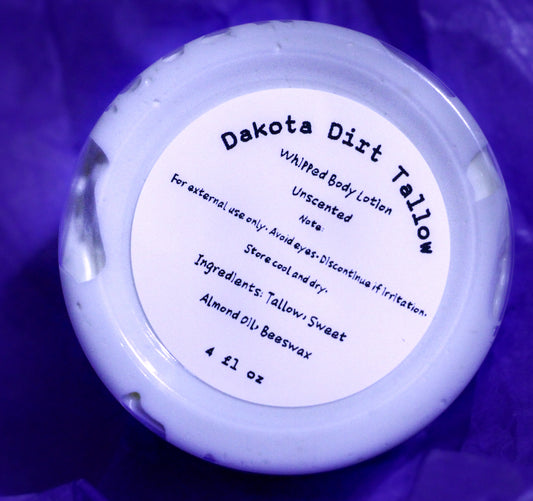 Dakota Dirt Tallow
Whipped Body Lotion
Unscented
Note:
For external use only. Avoid eyes. Discontinue if irritation.
Store cool and dry.
Ingredients: Tallow, Sweet
Almond Oil, Beeswax
4 fl oz